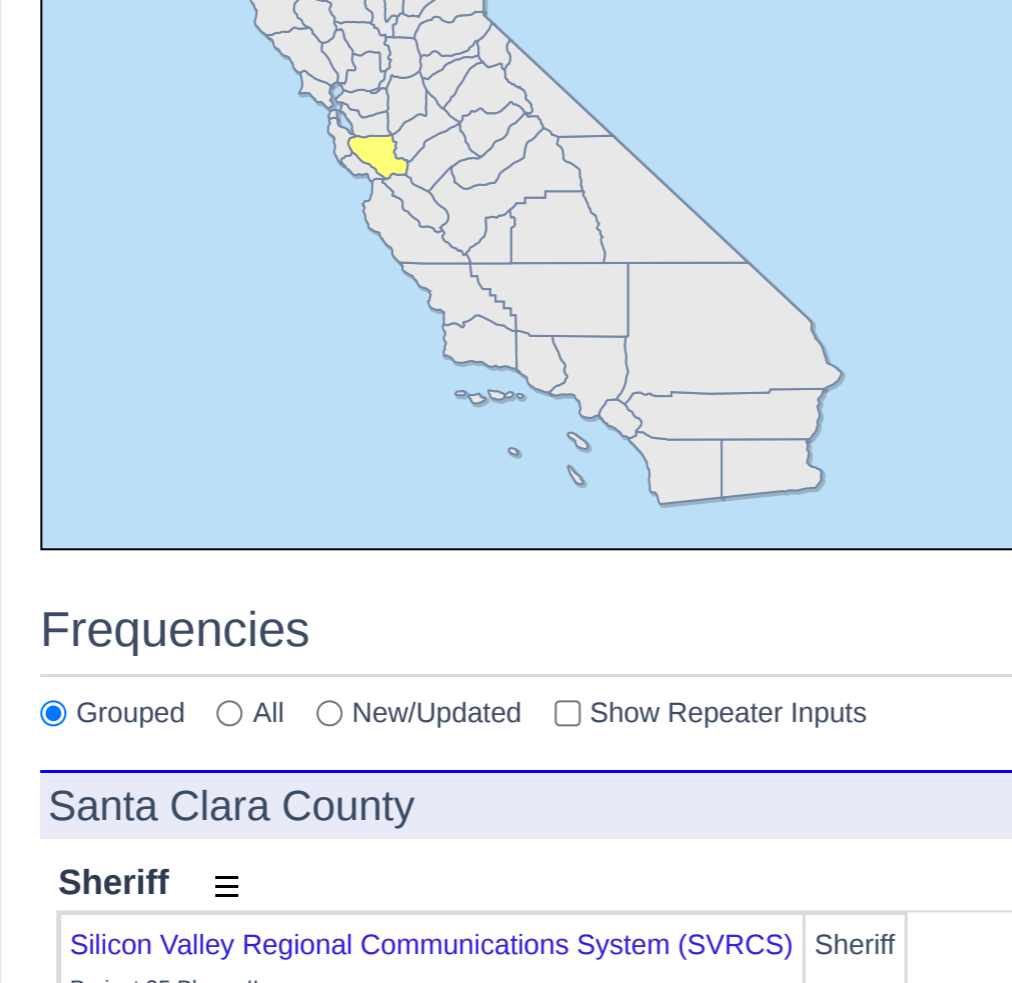 Frequencies
Grouped All New/Updated Show Repeater Inputs
Santa Clara County
Sheriff
Silicon Valley Regional Communications System (SVRCS) Sheriff